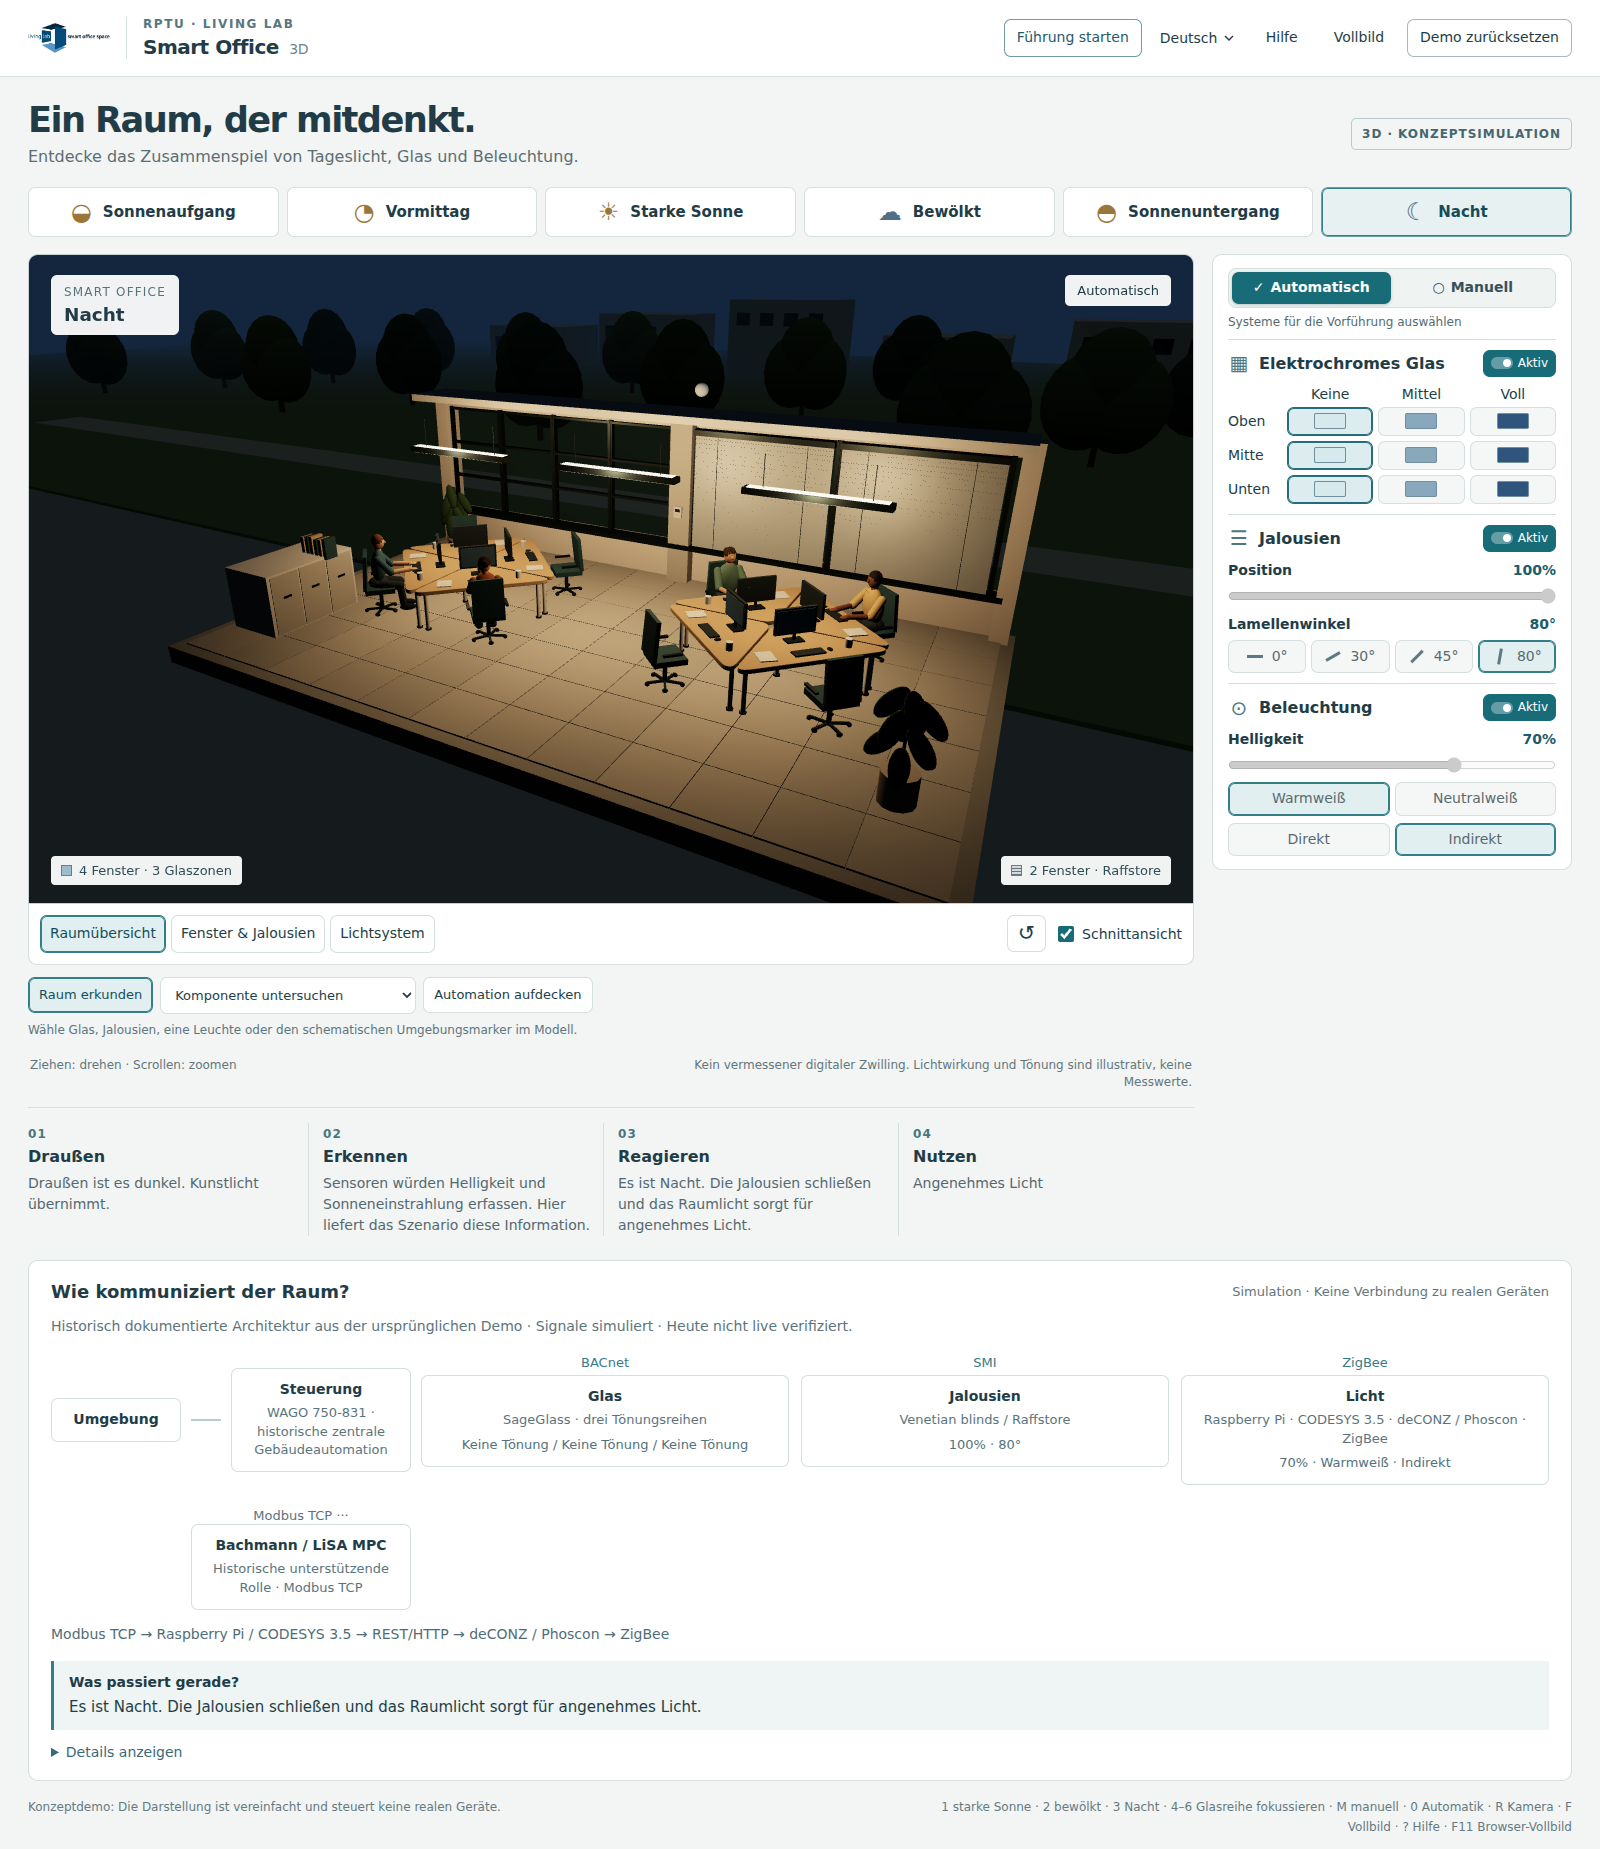 living lab smart office space
RPTU · LIVING LAB
Smart Office 3D
Führung starten
Deutsch
Hilfe
Vollbild
Demo zurücksetzen
Ein Raum, der mitdenkt.
Entdecke das Zusammenspiel von Tageslicht, Glas und Beleuchtung.
3D · KONZEPTSIMULATION
Sonnenaufgang
Vormittag
Starke Sonne
Bewölkt
Sonnenuntergang
Nacht
SMART OFFICE
Nacht
Automatisch
4 Fenster · 3 Glaszonen
2 Fenster · Raffstore
✓ Automatisch
○ Manuell
Systeme für die Vorführung auswählen
Elektrochromes Glas
Aktiv
Keine Mittel Voll
Oben
Mitte
Unten
Jalousien
Aktiv
Position 100%
Lamellenwinkel 80°
0° 30° 45° 80°
Beleuchtung
Aktiv
Helligkeit 70%
Warmweiß Neutralweiß
Direkt Indirekt
Raumübersicht
Fenster & Jalousien
Lichtsystem
↺
Schnittansicht
Raum erkunden
Komponente untersuchen
Automation aufdecken
Wähle Glas, Jalousien, eine Leuchte oder den schematischen Umgebungsmarker im Modell.
Ziehen: drehen · Scrollen: zoomen
Kein vermessener digitaler Zwilling. Lichtwirkung und Tönung sind illustrativ, keine
Messwerte.
01
Draußen
Draußen ist es dunkel. Kunstlicht
übernimmt.
02
Erkennen
Sensoren würden Helligkeit und
Sonneneinstrahlung erfassen. Hier
liefert das Szenario diese Information.
03
Reagieren
Es ist Nacht. Die Jalousien schließen
und das Raumlicht sorgt für
angenehmes Licht.
04
Nutzen
Angenehmes Licht
Wie kommuniziert der Raum?
Simulation · Keine Verbindung zu realen Geräten
Historisch dokumentierte Architektur aus der ursprünglichen Demo · Signale simuliert · Heute nicht live verifiziert.
Umgebung
Steuerung
WAGO 750-831 ·
historische zentrale
Gebäudeautomation
BACnet
Glas
SageGlass · drei Tönungsreihen
Keine Tönung / Keine Tönung / Keine Tönung
SMI
Jalousien
Venetian blinds / Raffstore
100% · 80°
ZigBee
Licht
Raspberry Pi · CODESYS 3.5 · deCONZ / Phoscon ·
ZigBee
70% · Warmweiß · Indirekt
Modbus TCP ···
Bachmann / LiSA MPC
Historische unterstützende
Rolle · Modbus TCP
Modbus TCP → Raspberry Pi / CODESYS 3.5 → REST/HTTP → deCONZ / Phoscon → ZigBee
Was passiert gerade?
Es ist Nacht. Die Jalousien schließen und das Raumlicht sorgt für angenehmes Licht.
Details anzeigen
Konzeptdemo: Die Darstellung ist vereinfacht und steuert keine realen Geräte.
1 starke Sonne · 2 bewölkt · 3 Nacht · 4–6 Glasreihe fokussieren · M manuell · 0 Automatik · R Kamera · F
Vollbild · ? Hilfe · F11 Browser-Vollbild